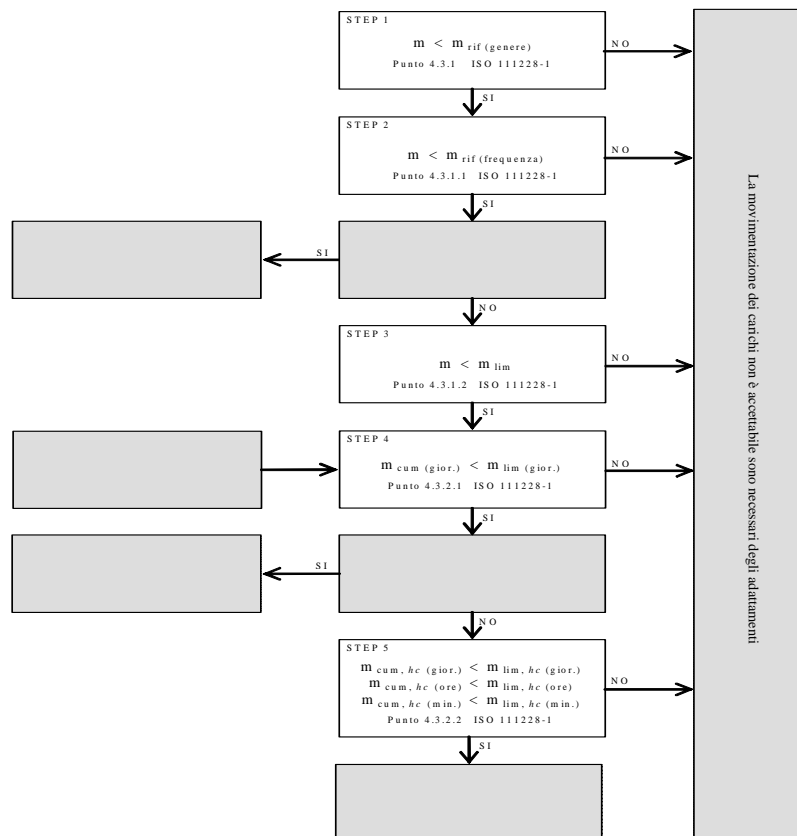 STEP 1
m < m rif (genere)
Punto 4.3.1 ISO 111228-1
NO
SI
STEP 2
m < m rif(frequenza)
Punto 4.3.1.1 ISO 111228-1
NO
SI
SI
NO
STEP 3
m < m lim
Punto 4.3.1.2 ISO 111228-1
NO
SI
STEP 4
m cum (gior.) < m lim (gior.)
Punto 4.3.2.1 ISO 111228-1
NO
SI
SI
NO
STEP 5
m cum, hc (gior.) < m lim, hc (gior.)
m cum, hc (ore) < m lim, hc (ore)
m cum, hc (min.) < m lim, hc (min.)
Punto 4.3.2.2 ISO 111228-1
NO
SI
La movimentazione dei carichi non è accettabile sono necessari degli adattamenti